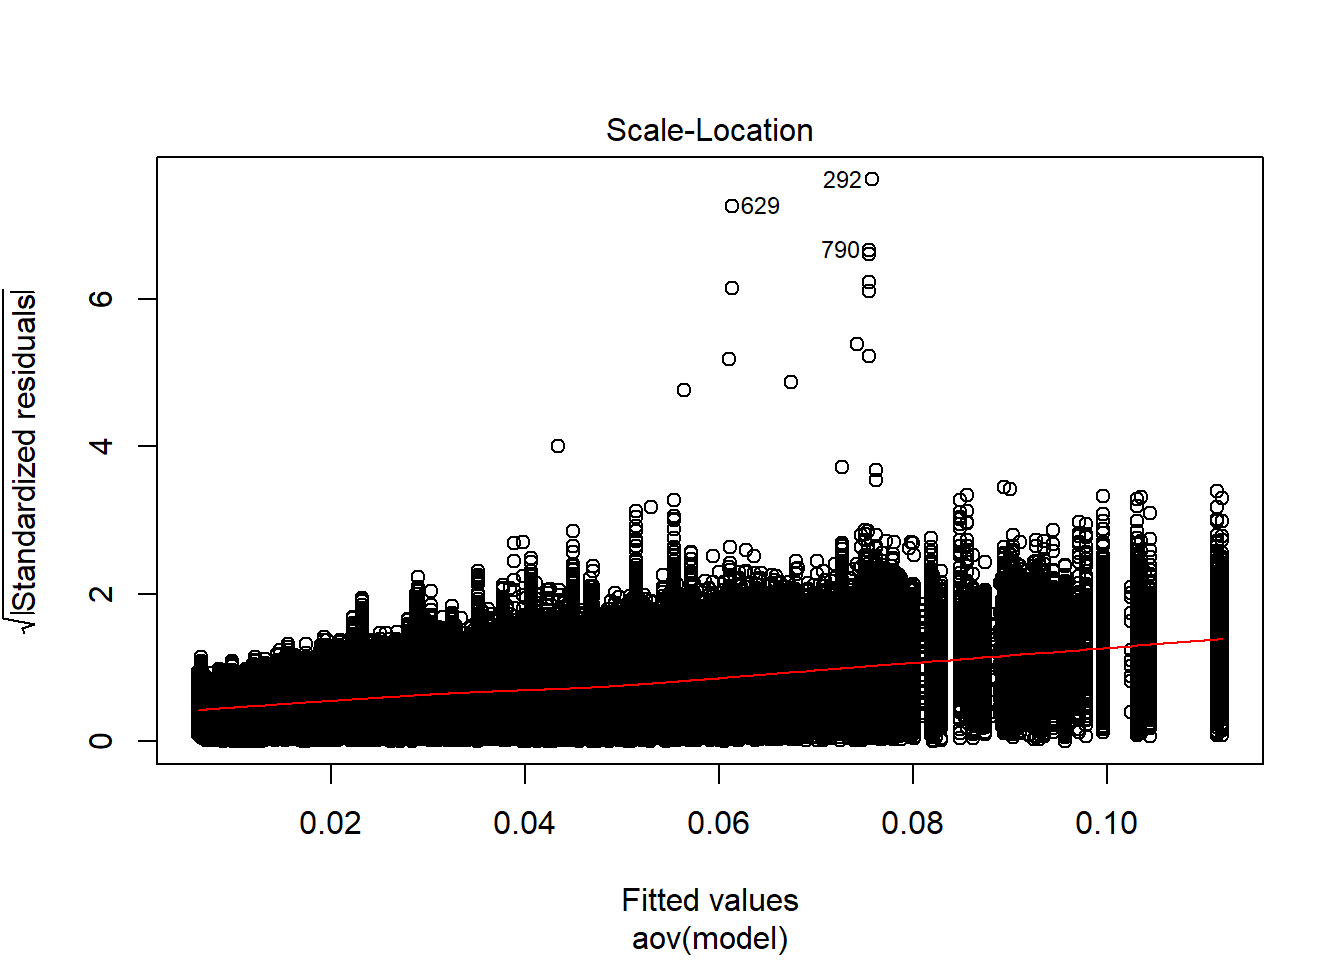 Scale-Location
292
629
790
√|Standardized residuals|
6
4
2
0
0.02 0.04 0.06 0.08 0.10
Fitted values
aov(model)